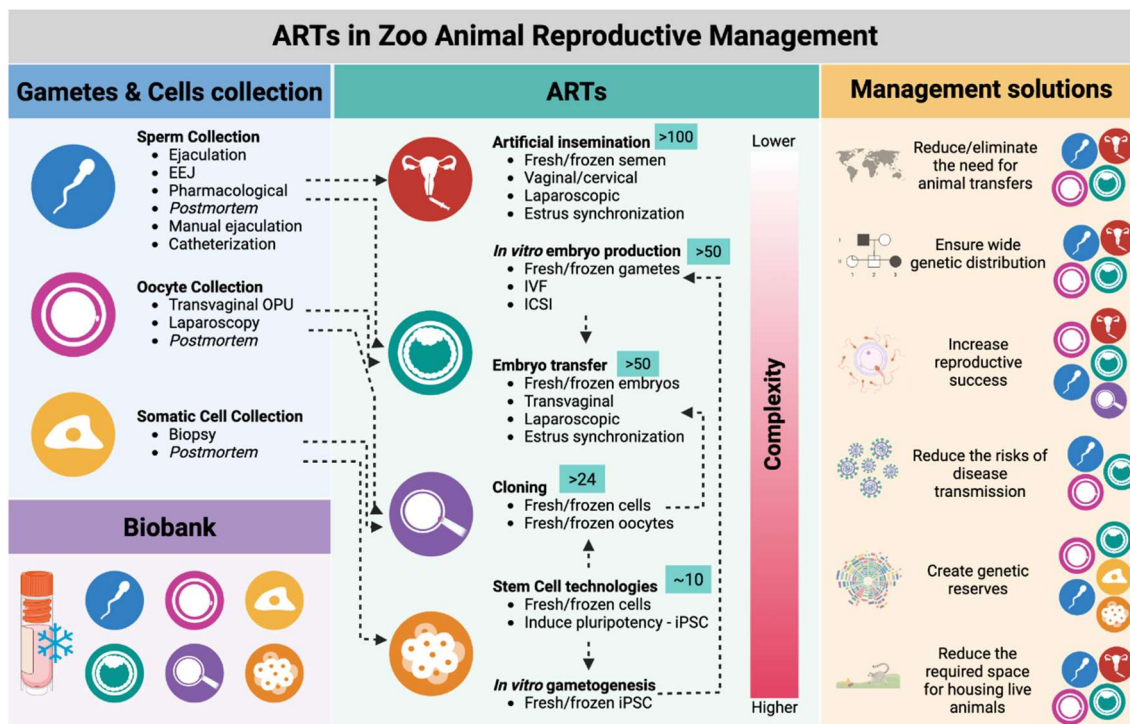 ARTs in Zoo Animal Reproductive Management
Gametes & Cells collection
Sperm Collection
• Ejaculation
• EEJ
• Pharmacological
• Postmortem
• Manual ejaculation
• Catheterization
Oocyte Collection
• Transvaginal OPU
• Laparoscopy
• Postmortem
Somatic Cell Collection
• Biopsy
• Postmortem
Biobank
ARTs
Artificial insemination >100
• Fresh/frozen semen
• Vaginal/cervical
• Laparoscopic
• Estrus synchronization
In vitro embryo production >50
• Fresh/frozen gametes
• IVF
• ICSI
Embryo transfer >50
• Fresh/frozen embryos
• Transvaginal
• Laparoscopic
• Estrus synchronization
Cloning >24
• Fresh/frozen cells
• Fresh/frozen oocytes
Stem Cell technologies ~10
• Fresh/frozen cells
• Induce pluripotency - iPSC
In vitro gametogenesis
• Fresh/frozen iPSC
Lower
Complexity
Higher
Management solutions
Reduce/eliminate
the need for
animal transfers
I
II
1 2 3
Ensure wide
genetic distribution
Increase
reproductive
success
Reduce the risks of
disease
transmission
Create genetic
reserves
Reduce the
required space
for housing live
animals